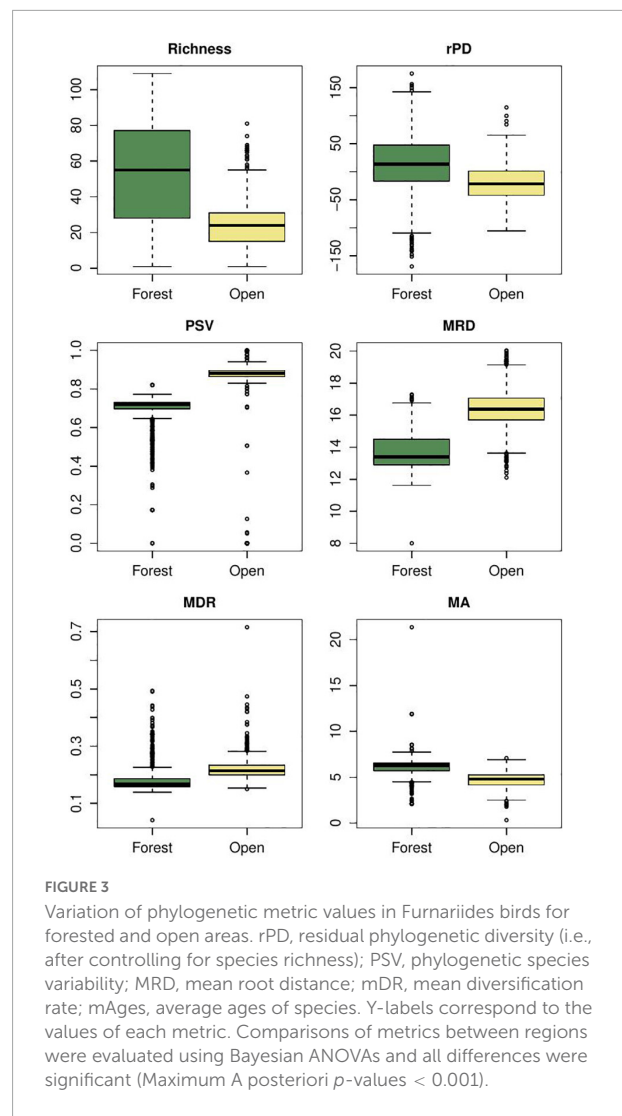 Richness
rPD
0 20 40 60 80 100
−150 −50 50 150
Forest Open
Forest Open
PSV
MRD
0.0 0.2 0.4 0.6 0.8 1.0
8 10 12 14 16 18 20
Forest Open
Forest Open
MDR
MA
0.1 0.3 0.5 0.7
0 5 10 15 20
Forest Open
Forest Open
FIGURE 3
Variation of phylogenetic metric values in Furnariides birds for
forested and open areas. rPD, residual phylogenetic diversity (i.e.,
after controlling for species richness); PSV, phylogenetic species
variability; MRD, mean root distance; mDR, mean diversification
rate; mAges, average ages of species. Y-labels correspond to the
values of each metric. Comparisons of metrics between regions
were evaluated using Bayesian ANOVAs and all differences were
significant (Maximum A posteriori p-values < 0.001).